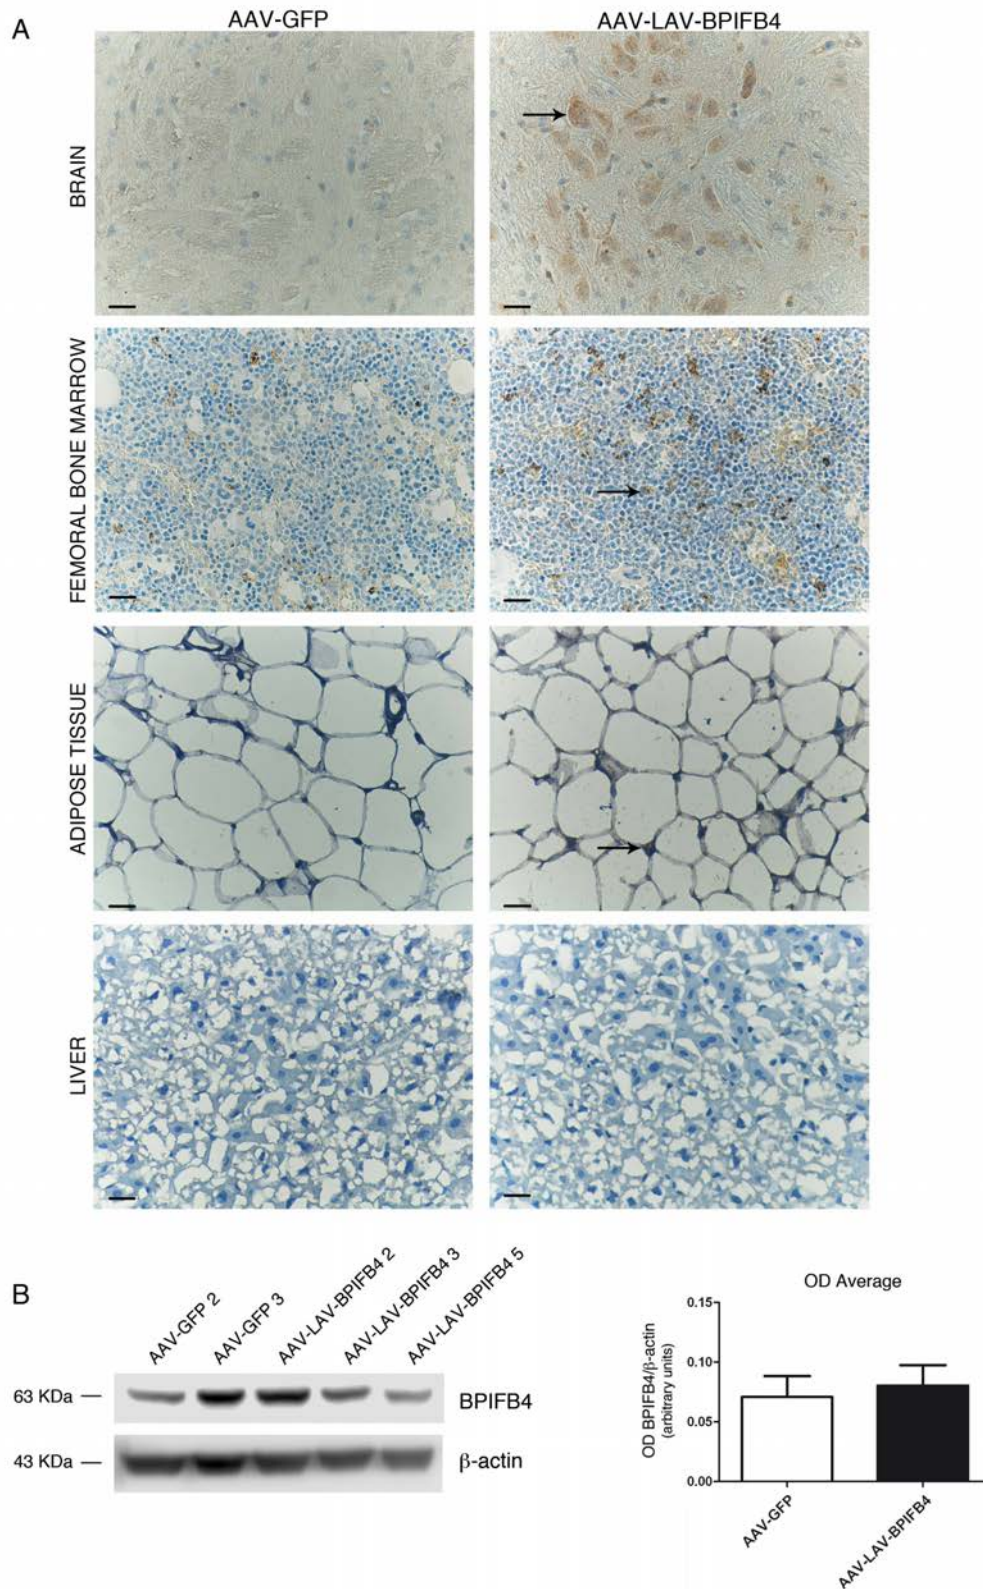 A
AAV-GFP
AAV-LAV-BPIFB4
BRAIN
FEMORAL BONE MARROW
ADIPOSE TISSUE
LIVER
B
AAV-GFP 2
AAV-GFP 3
AAV-LAV-BPIFB4 2
AAV-LAV-BPIFB4 3
AAV-LAV-BPIFB4 5
63 KDa
BPIFB4
43 KDa
β-actin
OD Average
OD BPIFB4/β-actin
(arbitrary units)
0.15
0.10
0.05
0.00
AAV-GFP
AAV-LAV-BPIFB4